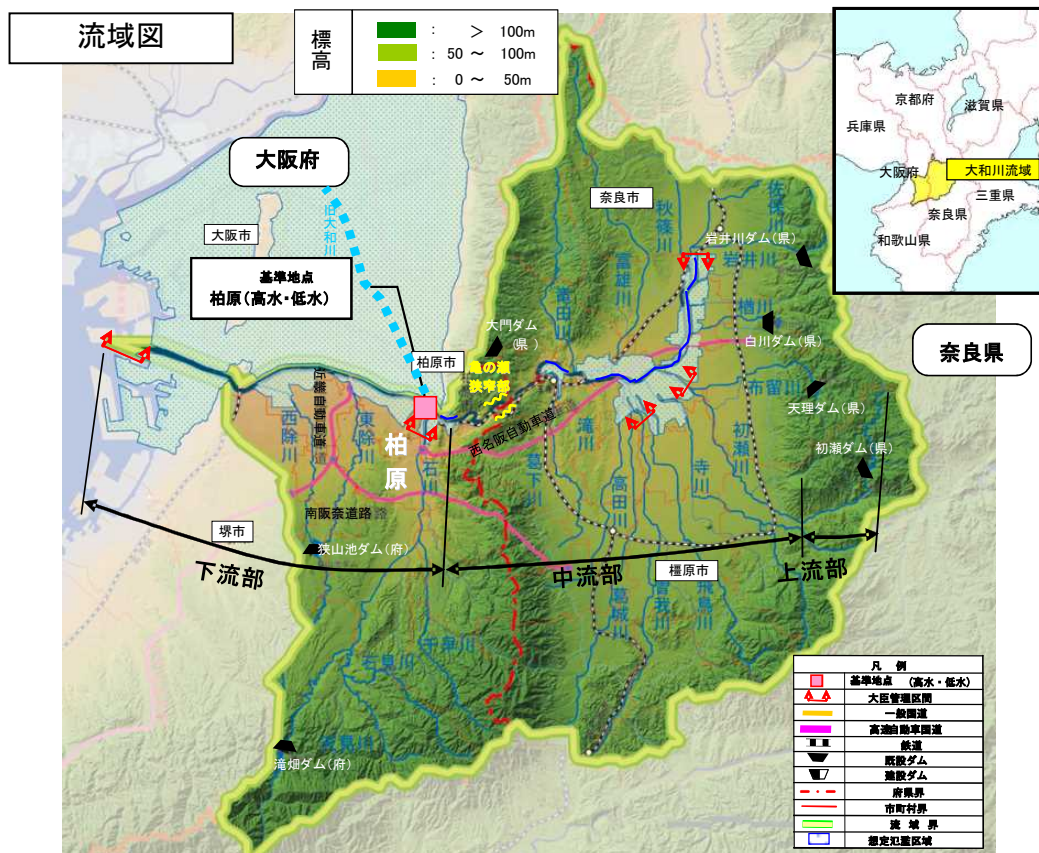 流域図
標高
： ＞ 100m
： 50 ～ 100m
： 0 ～ 50m
京都府
滋賀県
兵庫県
大阪府
大和川流域
三重県
奈良県
和歌山県
大阪府
旧大和川
大阪市
基準地点
柏原(高水・低水)
奈良市
秋篠川
佐保川
岩井川ダム(県)
岩井川
富雄川
竜田川
大門ダム
(県)
楢川
白川ダム(県)
奈良県
柏原市
亀の瀬
狭窄部
布留川
天理ダム(県)
近畿自動車道
西名阪自動車道
西除川
東除川
柏原
石川
滝川
葛下川
初瀬川
初瀬ダム(県)
高田川
寺川
南阪奈道路
堺市
狭山池ダム(府)
下流部
中流部
上流部
橿原市
葛城川
曽我川
飛鳥川
千早川
石見川
滝畑ダム(府)
凡 例
基準地点 (高水・低水)
大臣管理区間
一般国道
高速自動車国道
鉄道
既設ダム
建設ダム
府県界
市町村界
流 域 界
想定氾濫区域